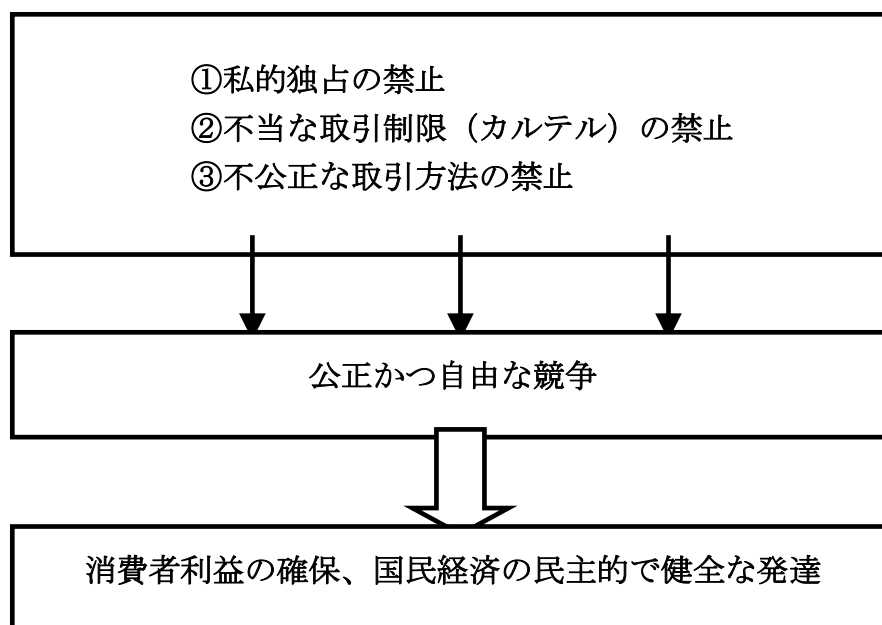 ①私的独占の禁止
②不当な取引制限（カルテル）の禁止
③不公正な取引方法の禁止
公正かつ自由な競争
消費者利益の確保、国民経済の民主的で健全な発達